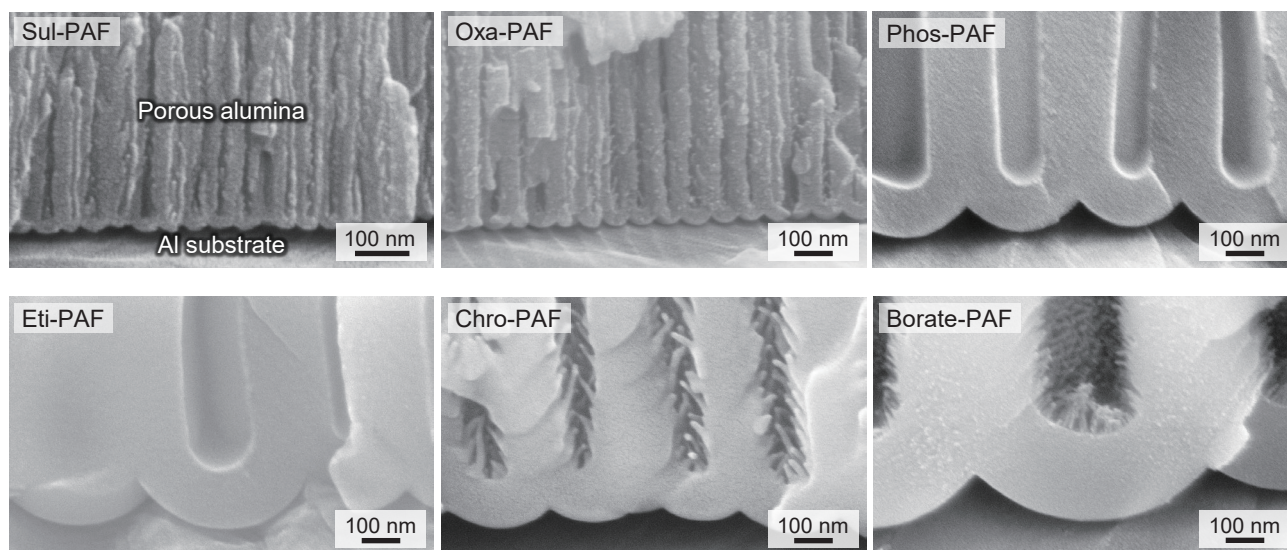 Sul-PAF
Oxa-PAF
Phos-PAF
Porous alumina
Al substrate
100 nm
100 nm
100 nm
Eti-PAF
Chro-PAF
Borate-PAF
100 nm
100 nm
100 nm